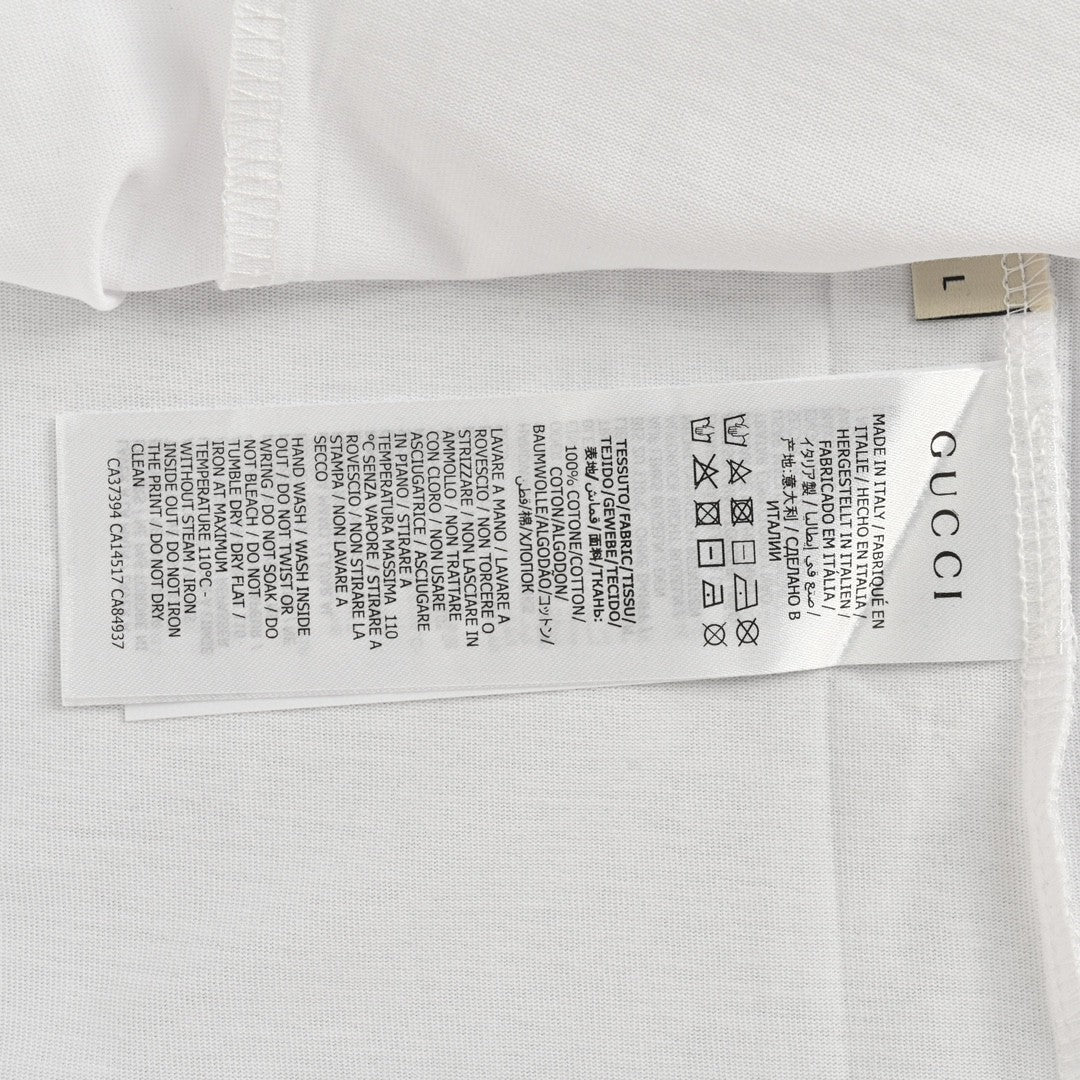 L
GUCCI
MADE IN ITALY / FABRIQUÉ EN
ITALIE / HECHO EN ITALIA /
HERGESTELLT IN ITALIEN /
FABRICADO EM ITALIA /
イタリア製 / صنع في إيطاليا /
产地:意大利 / СДЕЛАНО В
ИТАЛИИ
TESSUTO/FABRIC/TISSU/
TEJIDO/GEWEBE/TECIDO/
表地/قماش/面料/ТКАНЬ:
100% COTONE/COTTON/
COTON/ALGODON/
BAUMWOLLE/ALGODÃO/コットン/
قطن/棉/ХЛОПОК
LAVARE A MANO / LAVARE A
ROVESCIO / NON TORCERE O
STRIZZARE / NON LASCIARE IN
AMMOLLO / NON TRATTARE
CON CLORO / NON USARE
ASCIUGATRICE / ASCIUGARE
IN PIANO / STIRARE A
TEMPERATURA MASSIMA 110
°C SENZA VAPORE / STIRARE A
ROVESCIO / NON STIRARE LA
STAMPA / NON LAVARE A
SECCO
HAND WASH / WASH INSIDE
OUT / DO NOT TWIST OR
WRING / DO NOT SOAK / DO
NOT BLEACH / DO NOT
TUMBLE DRY / DRY FLAT /
IRON AT MAXIMUM
TEMPERATURE 110°C -
WITHOUT STEAM / IRON
INSIDE OUT / DO NOT IRON
THE PRINT / DO NOT DRY
CLEAN
CA37394 CA14517 CA84937